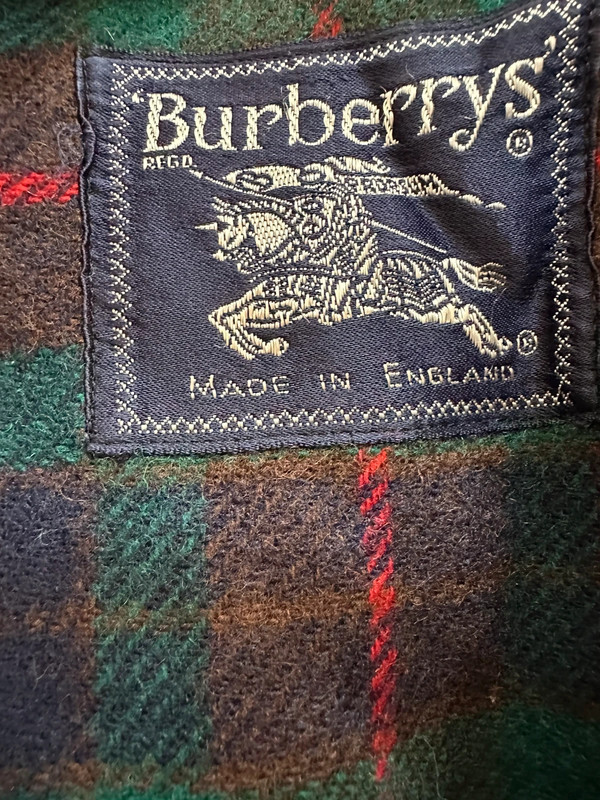 'Burberrys'®
REGD.
®
MADE IN ENGLAND